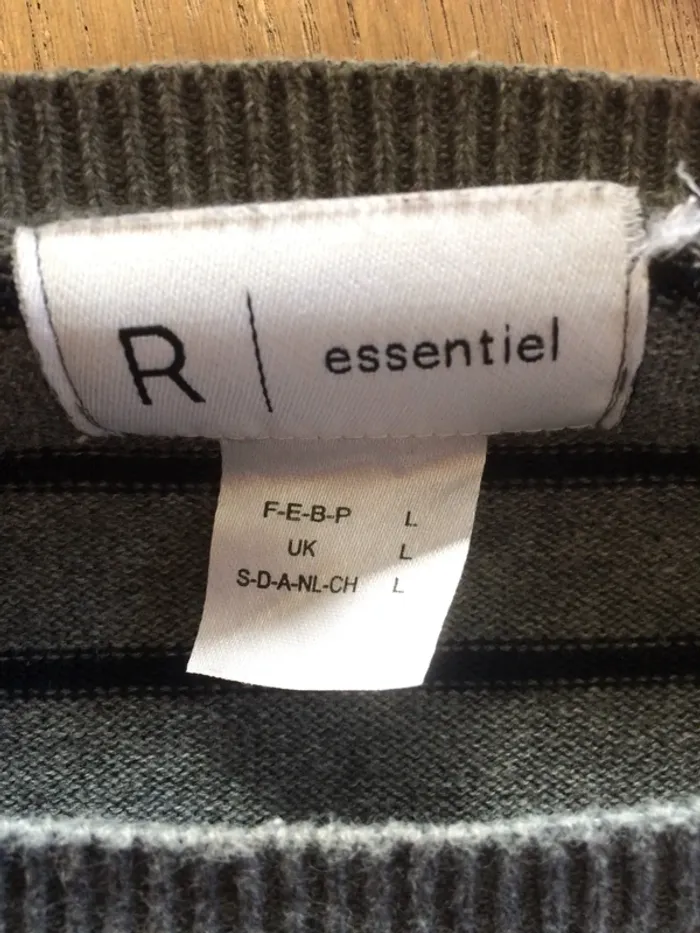 R | essentiel
F-E-B-P L
UK L
S-D-A-NL-CH L